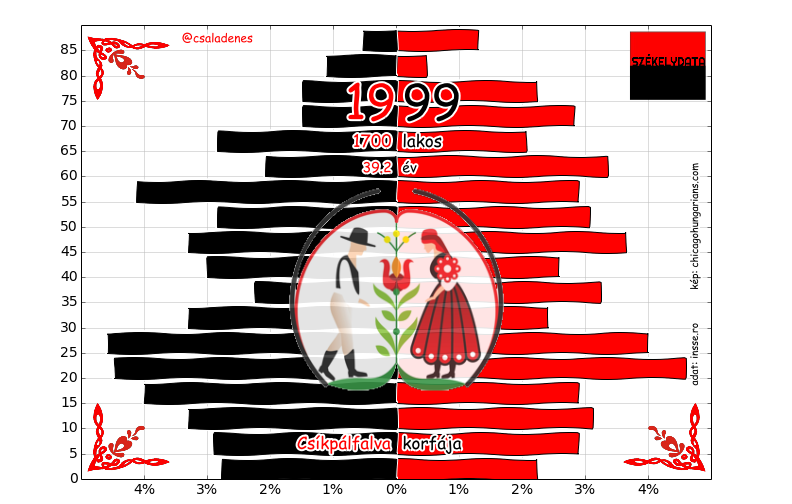 @csaladenes
SZÉKELYDATA
1999
1700 lakos
39.2 év
kép: chicagohungarians.com
adat: insse.ro
Csíkpálfalva korfája
85
80
75
70
65
60
55
50
45
40
35
30
25
20
15
10
5
0
4% 3% 2% 1% 0% 1% 2% 3% 4%